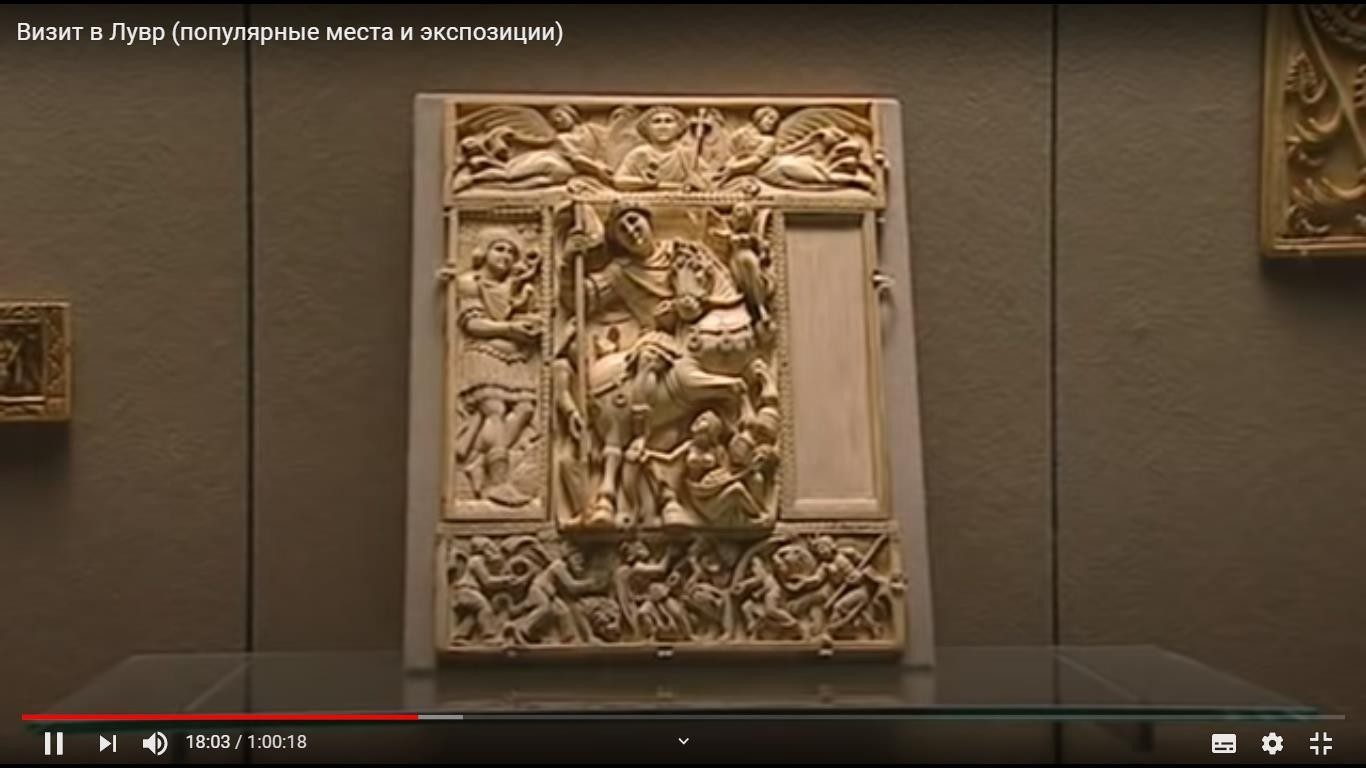 Визит в Лувр (популярные места и экспозиции)
18:03 / 1:00:18